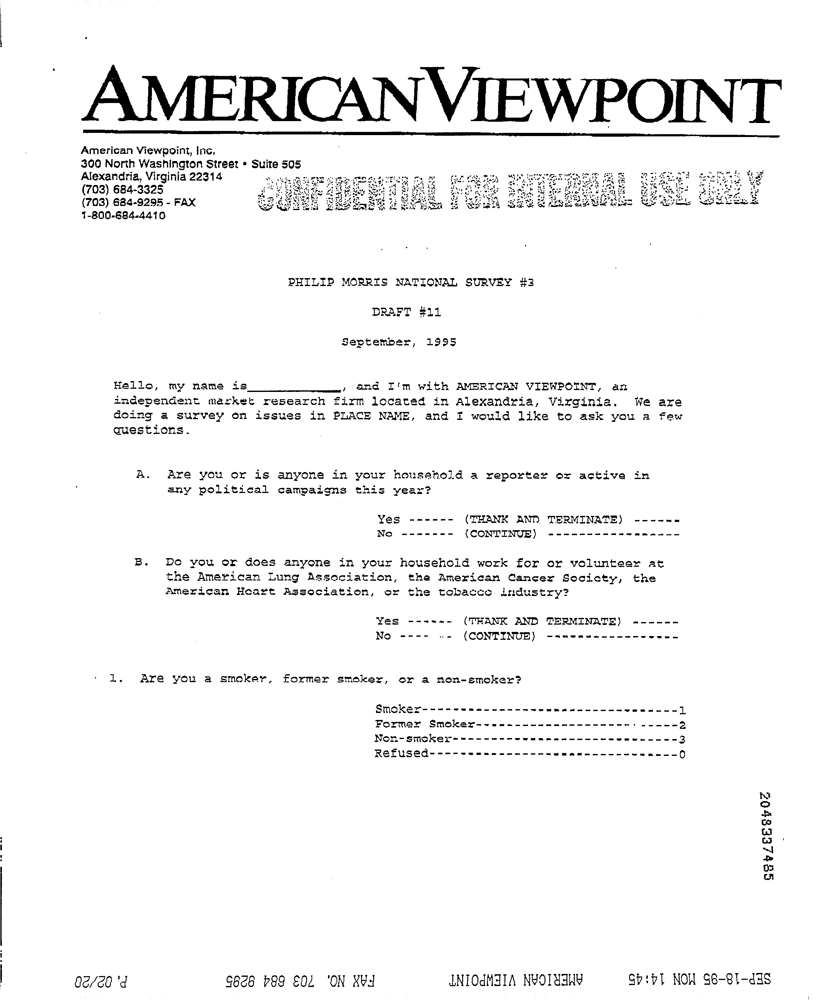 AMERICAN VIEWPOINT
American Viewpoint, Inc.
300 North Washington Street • Suite 505
Alexandria, Virginia 22314
(703) 684-3325
(703) 684-9295 - FAX
1-800-684-4410
CONFIDENTIAL FOR INTERNAL USE ONLY
PHILIP MORRIS NATIONAL SURVEY #3
DRAFT #11
September, 1995
Hello, my name is____________, and I'm with AMERICAN VIEWPOINT, an
independent market research firm located in Alexandria, Virginia. We are
doing a survey on issues in PLACE NAME, and I would like to ask you a few
questions.
A. Are you or is anyone in your household a reporter or active in
any political campaigns this year?
Yes ------ (THANK AND TERMINATE) ------
No ------- (CONTINUE) -----------------
B. Do you or does anyone in your household work for or volunteer at
the American Lung Association, the American Cancer Society, the
American Heart Association, or the tobacco industry?
Yes ------ (THANK AND TERMINATE) ------
No ---- -- (CONTINUE) -----------------
1. Are you a smoker, former smoker, or a non-smoker?
Smoker---------------------------------1
Former Smoker--------------------------2
Non-smoker-----------------------------3
Refused--------------------------------0
2048337485
SEP-18-95 MON 14:45 AMERICAN VIEWPOINT FAX NO. 703 684 9295 P. 02/20